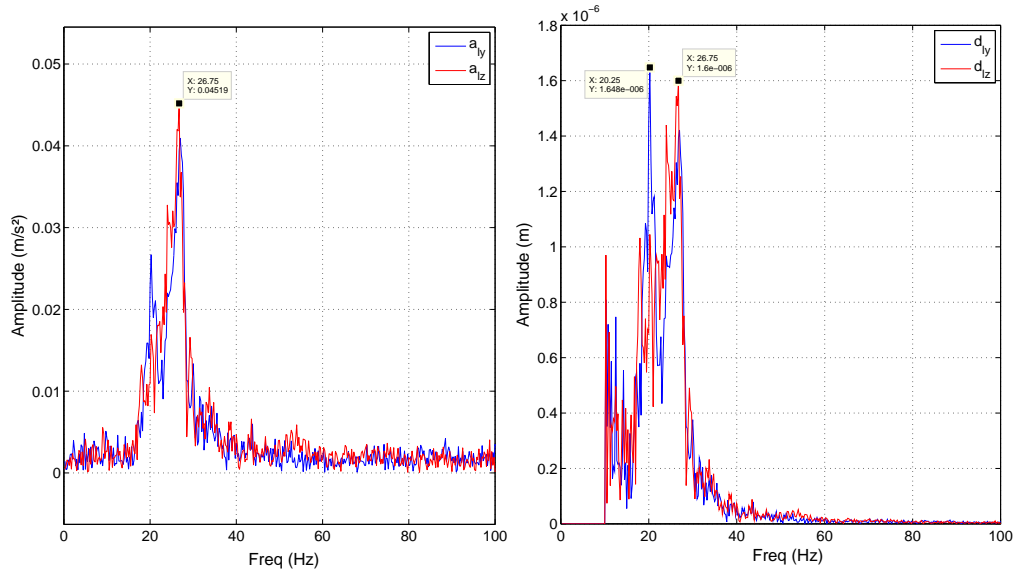 0.05
0.04
0.03
0.02
0.01
0
0
20
40
60
80
100
Amplitude (m/s²)
Freq (Hz)
a_ly
a_lz
X: 26.75
Y: 0.04519
x 10⁻⁶
1.8
1.6
1.4
1.2
1
0.8
0.6
0.4
0.2
0
0
20
40
60
80
100
Amplitude (m)
Freq (Hz)
d_ly
d_lz
X: 20.25
Y: 1.648e−006
X: 26.75
Y: 1.6e−006